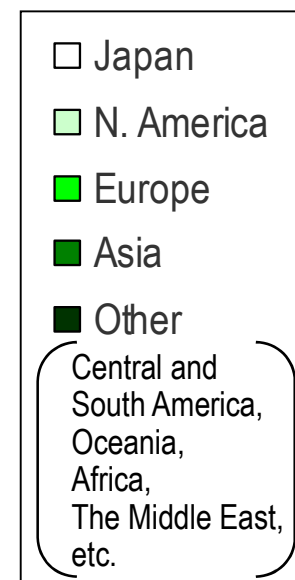 Japan
N. America
Europe
Asia
Other
Central and
South America,
Oceania,
Africa,
The Middle East,
etc.